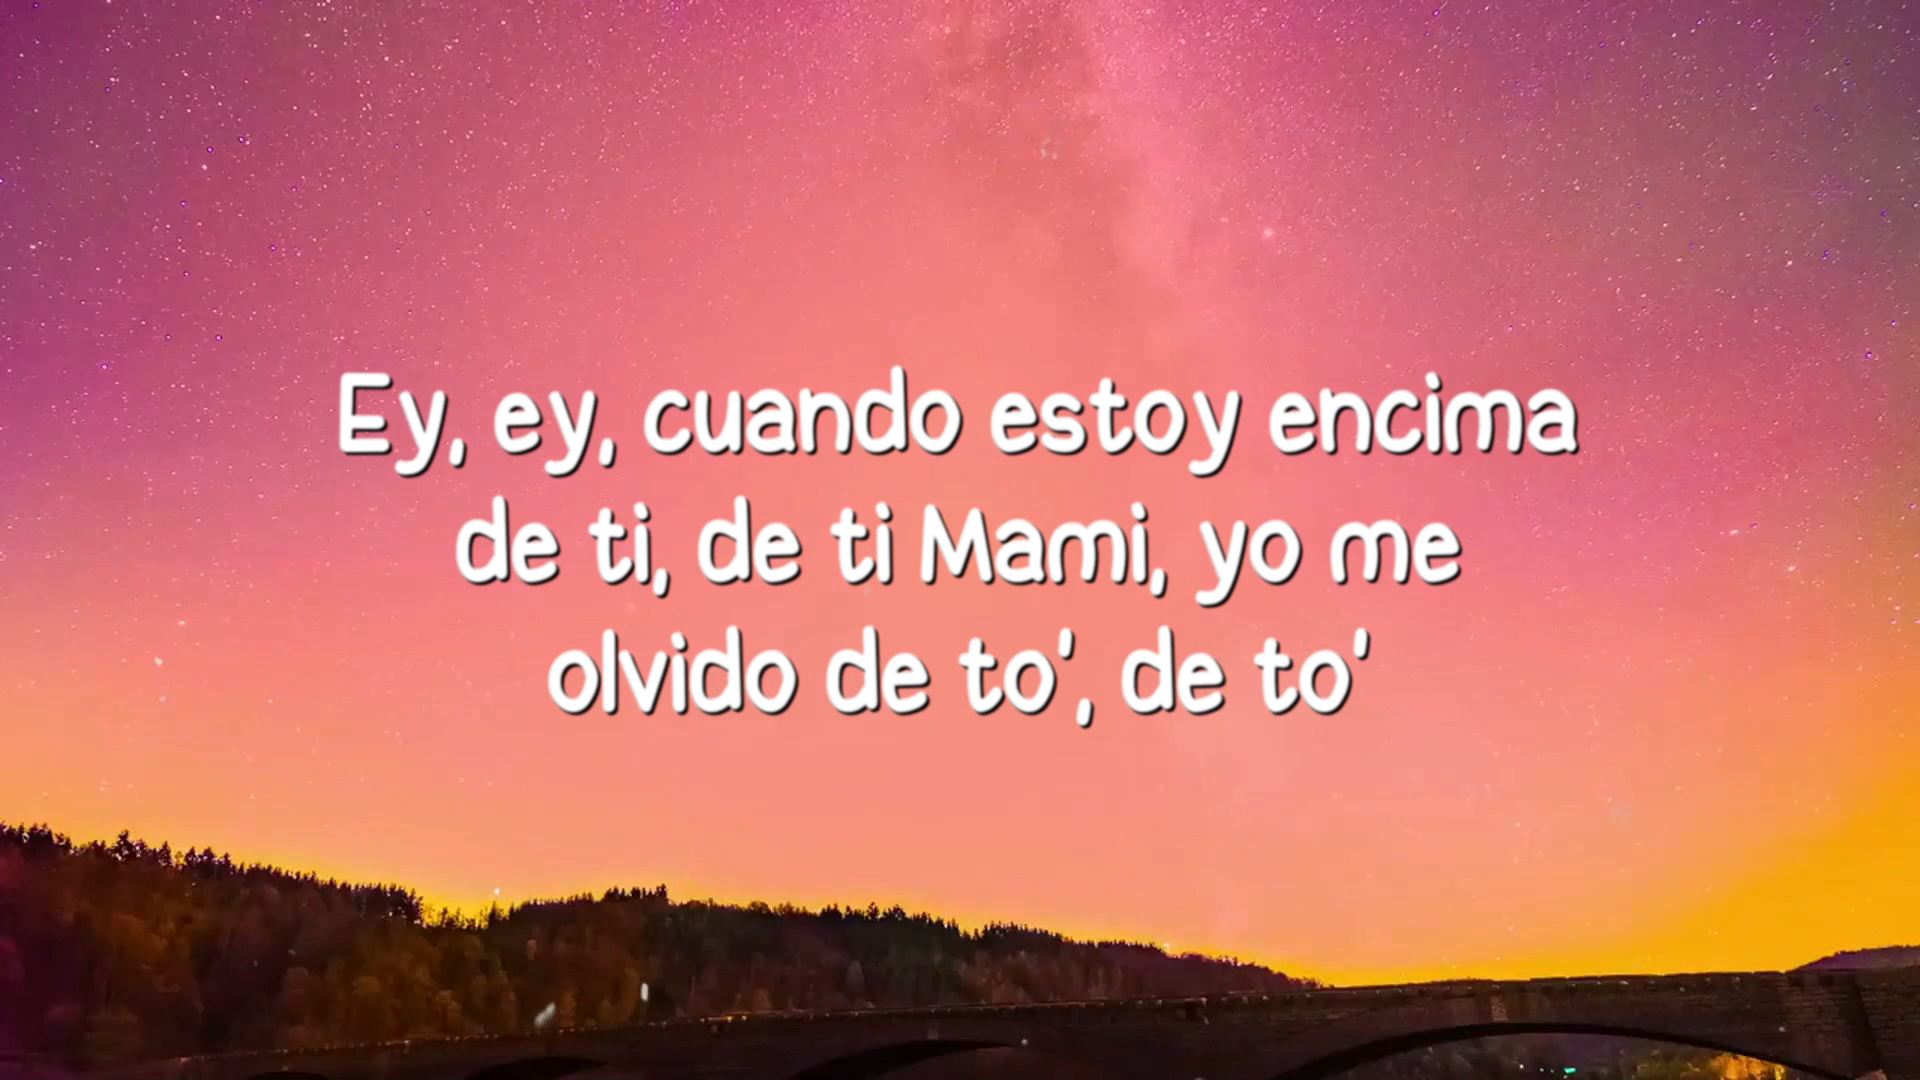 Ey, ey, cuando estoy encima
de ti, de ti Mami, yo me
olvido de to', de to'